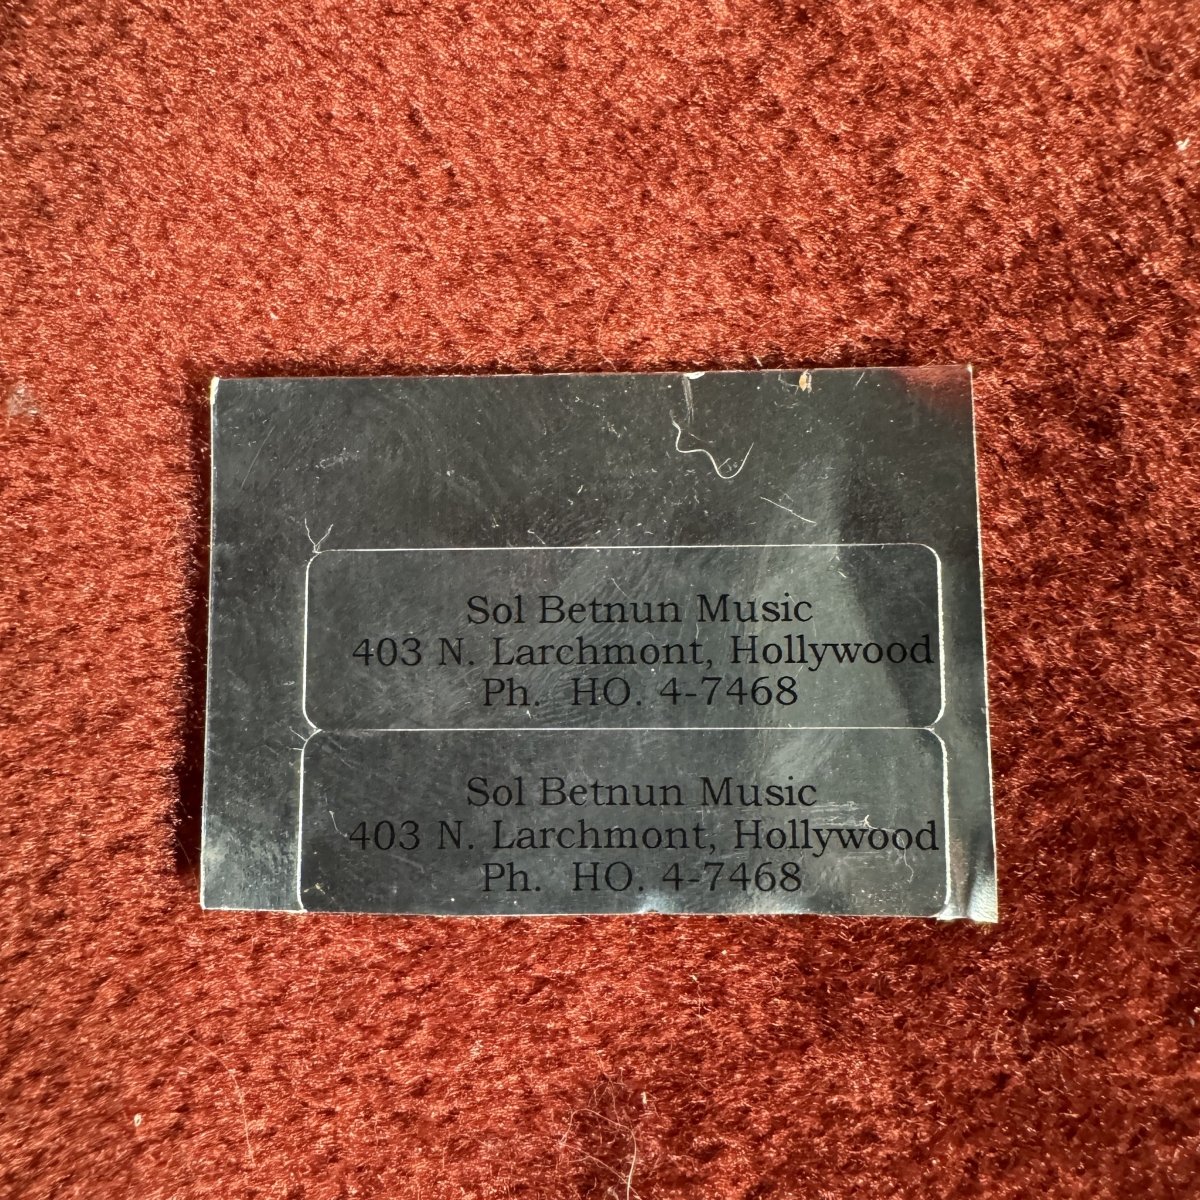 Sol Betnun Music
403 N. Larchmont, Hollywood
Ph. HO. 4-7468
Sol Betnun Music
403 N. Larchmont, Hollywood
Ph. HO. 4-7468